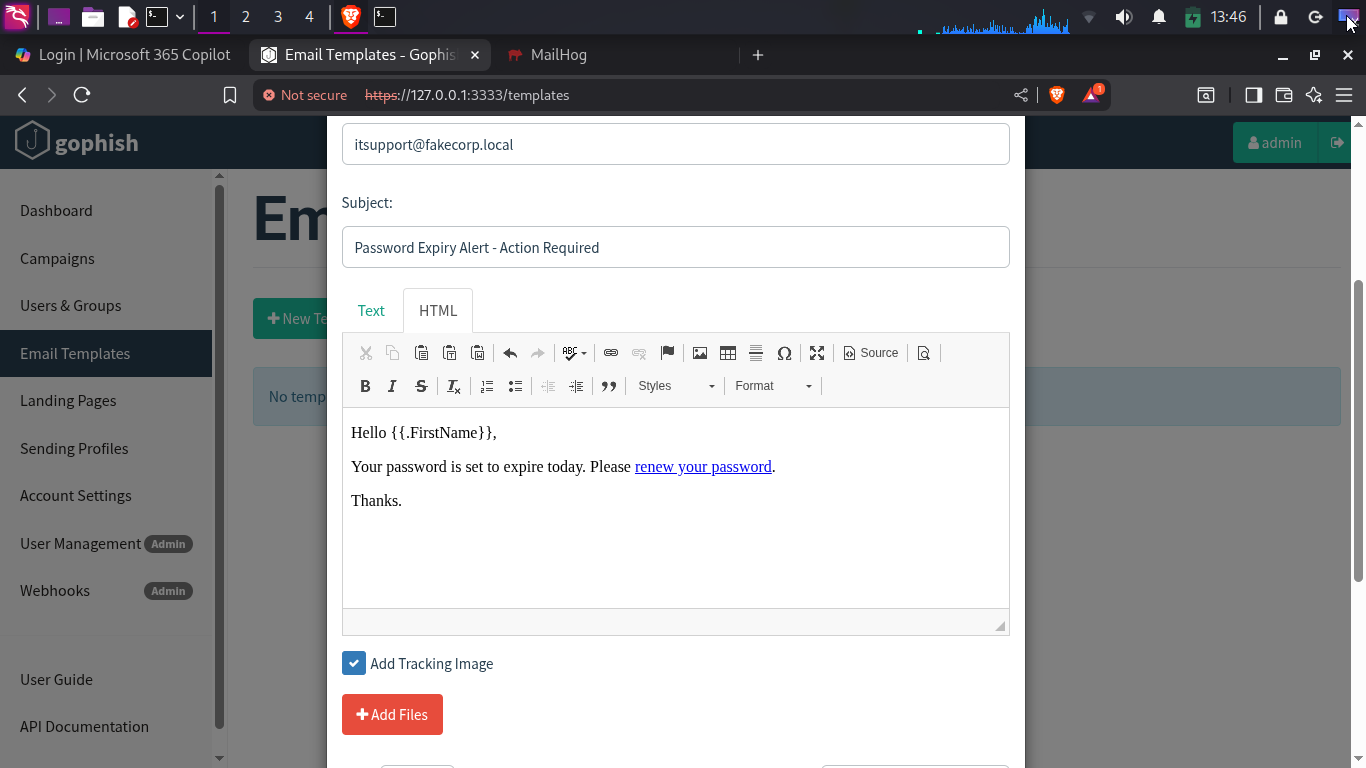 1 2 3 4 13:46
Login | Microsoft 365 Copilot Email Templates - Gophis MailHog
Not secure https://127.0.0.1:3333/templates 1
gophish admin
Dashboard
Campaigns
Users & Groups
Email Templates
Landing Pages
Sending Profiles
Account Settings
User Management Admin
Webhooks Admin
User Guide
API Documentation
Em
New Te
No temp
itsupport@fakecorp.local
Subject:
Password Expiry Alert - Action Required
Text HTML
ABC Source
B I S Tx Styles Format
Hello {{.FirstName}},
Your password is set to expire today. Please renew your password.
Thanks.
Add Tracking Image
Add Files